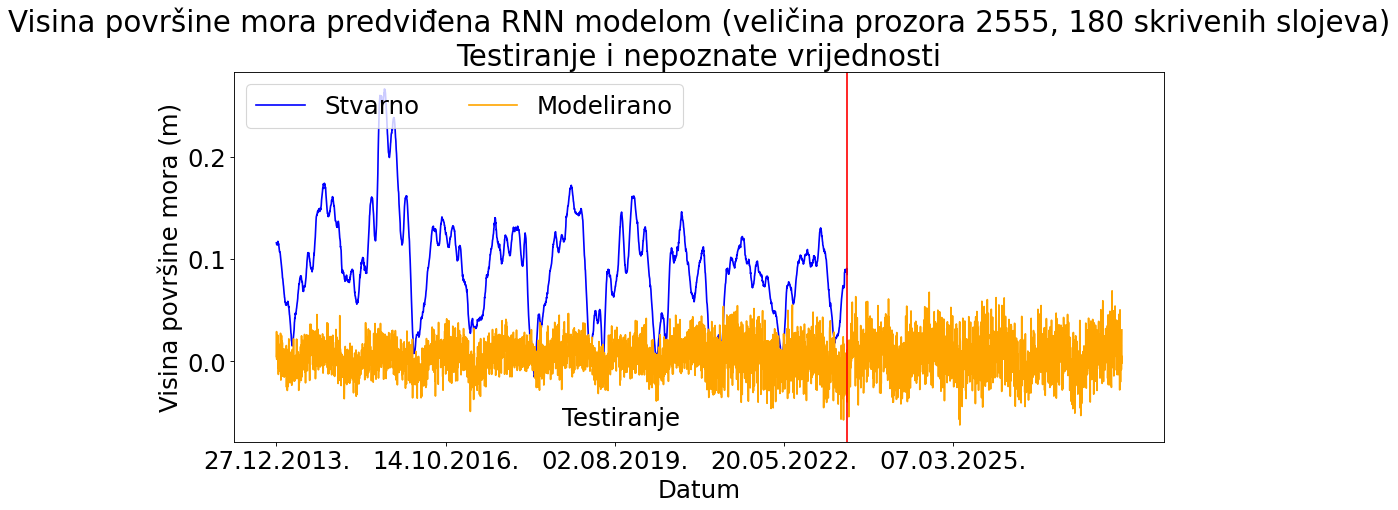 Visina površine mora predviđena RNN modelom (veličina prozora 2555, 180 skrivenih slojeva)
Testiranje i nepoznate vrijednosti
Stvarno Modelirano
Visina površine mora (m)
0.2
0.1
0.0
Testiranje
27.12.2013. 14.10.2016. 02.08.2019. 20.05.2022. 07.03.2025.
Datum